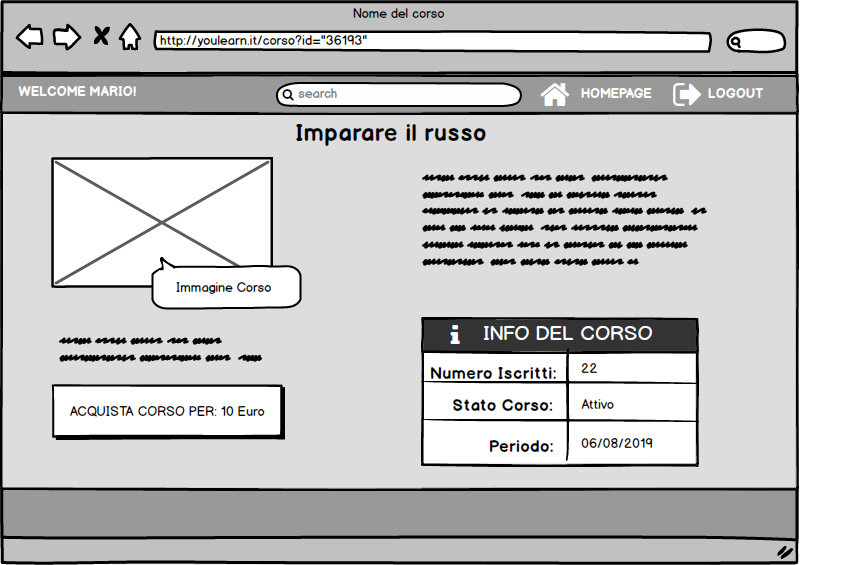 Nome del corso
http://youlearn.it/corso?id="36193"
WELCOME MARIO!
search
HOMEPAGE
LOGOUT
Imparare il russo
Immagine Corso
ACQUISTA CORSO PER: 10 Euro
i INFO DEL CORSO
Numero Iscritti: 22
Stato Corso: Attivo
Periodo: 06/08/2019